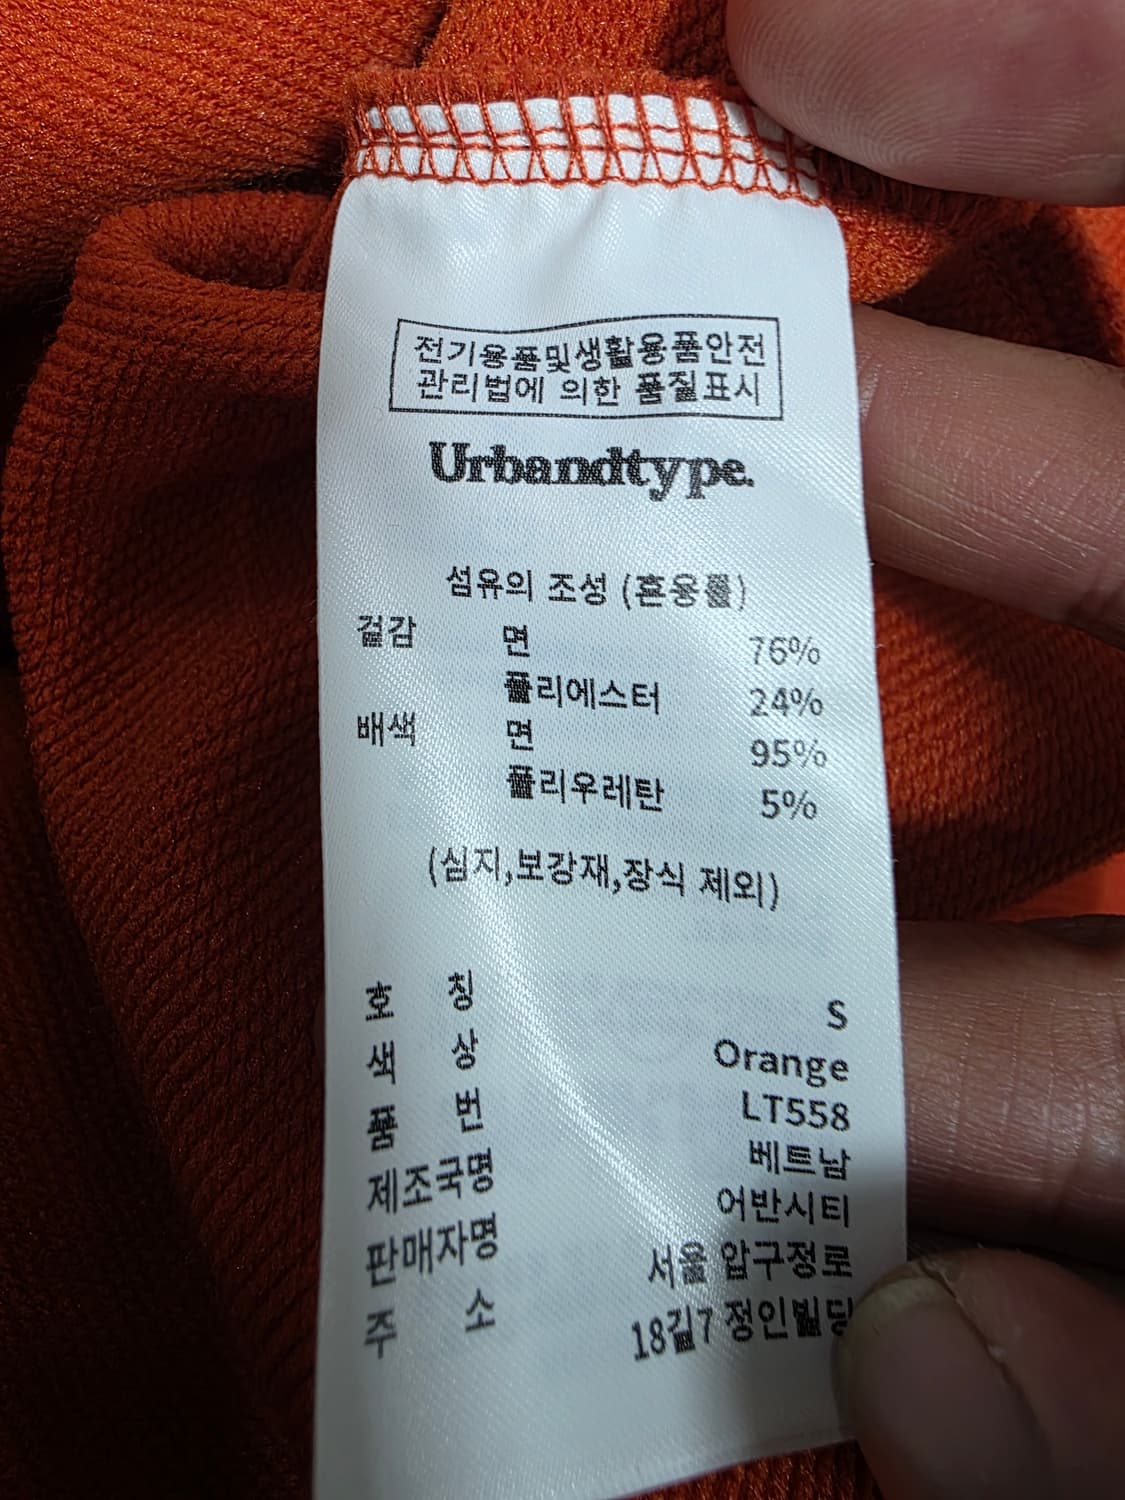 전기용품및생활용품안전
관리법에 의한 품질표시
Urbandtype.
섬유의 조성 (혼용률)
겉감 면 76%
폴리에스터 24%
배색 면 95%
폴리우레탄 5%
(심지,보강재,장식 제외)
호 칭 S
색 상 Orange
품 번 LT558
제조국명 베트남
판매자명 어반시티
주 소 서울 압구정로
18길7 정인빌딩